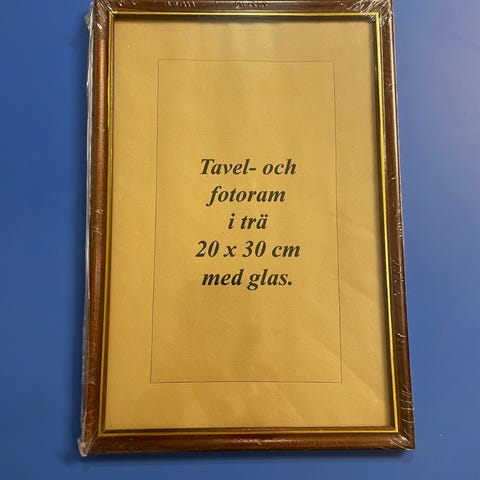 Tavel- och
fotoram
i trä
20 x 30 cm
med glas.